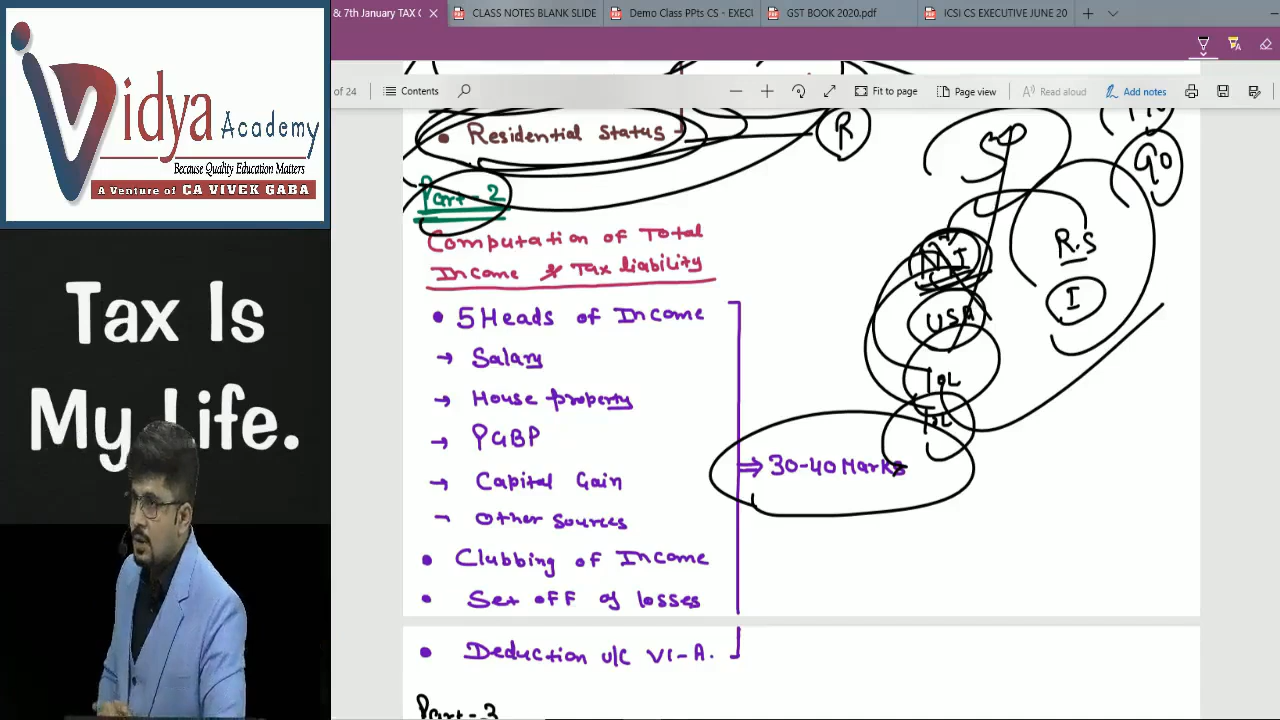 & 7th January TAX C
CLASS NOTES BLANK SLIDE
Demo Class PPts CS - EXECU
GST BOOK 2020.pdf
ICSI CS EXECUTIVE JUNE 20
of 24
Contents
Fit to page
Page view
Read aloud
Add notes
Vidya Academy
Because Quality Education Matters
A Venture of CA VIVEK GABA
Tax Is
My Life.
• Residential Status
R
90
Part-2
Computation of Total
Income & Tax liability
R.S
I
USA
• 5 Heads of Income
→ Salary
→ House property
→ PGBP
→ Capital Gain
Other sources
⇒ 30-40 Marks
• Clubbing of Income
• Set off of losses
• Deduction u/c VI-A.
Part-3